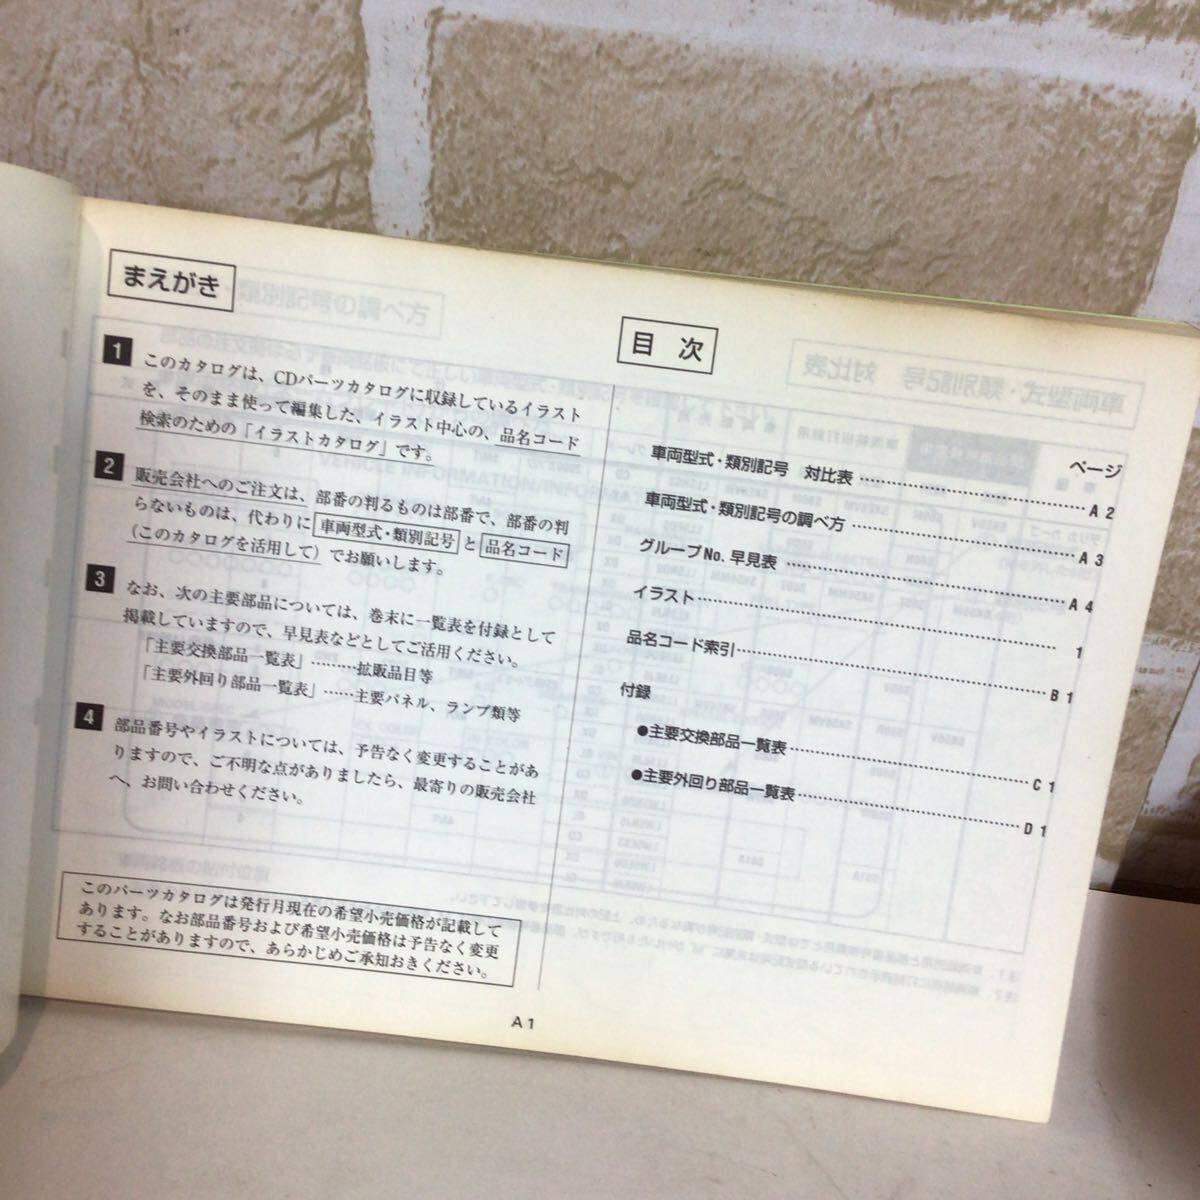 まえがき
1 このカタログは、CDパーツカタログに収録しているイラスト
を、そのまま使って編集した、イラスト中心の、品名コード
検索のための「イラストカタログ」です。
2 販売会社へのご注文は、部番の判るものは部番で、部番の判
らないものは、代わりに 車両型式・類別記号 と 品名コード
(このカタログを活用して)でお願いします。
3 なお、次の主要部品については、巻末に一覧表を付録として
掲載していますので、早見表などとしてご活用ください。
「主要交換部品一覧表」………拡販品目等
「主要外回り部品一覧表」……主要パネル、ランプ類等
4 部品番号やイラストについては、予告なく変更することがあ
りますので、ご不明な点がありましたら、最寄りの販売会社
へ、お問い合わせください。
このパーツカタログは発行月現在の希望小売価格が記載して
あります。なお部品番号および希望小売価格は予告なく変更
することがありますので、あらかじめご承知おきください。
目次
ページ
車両型式・類別記号 対比表 …………………………… A 2
車両型式・類別記号の調べ方 …………………………… A 3
グループNo. 早見表 …………………………… A 4
イラスト…………………………… 1
品名コード索引…………………………… B 1
付録
●主要交換部品一覧表…………………………… C 1
●主要外回り部品一覧表…………………………… D 1
A 1